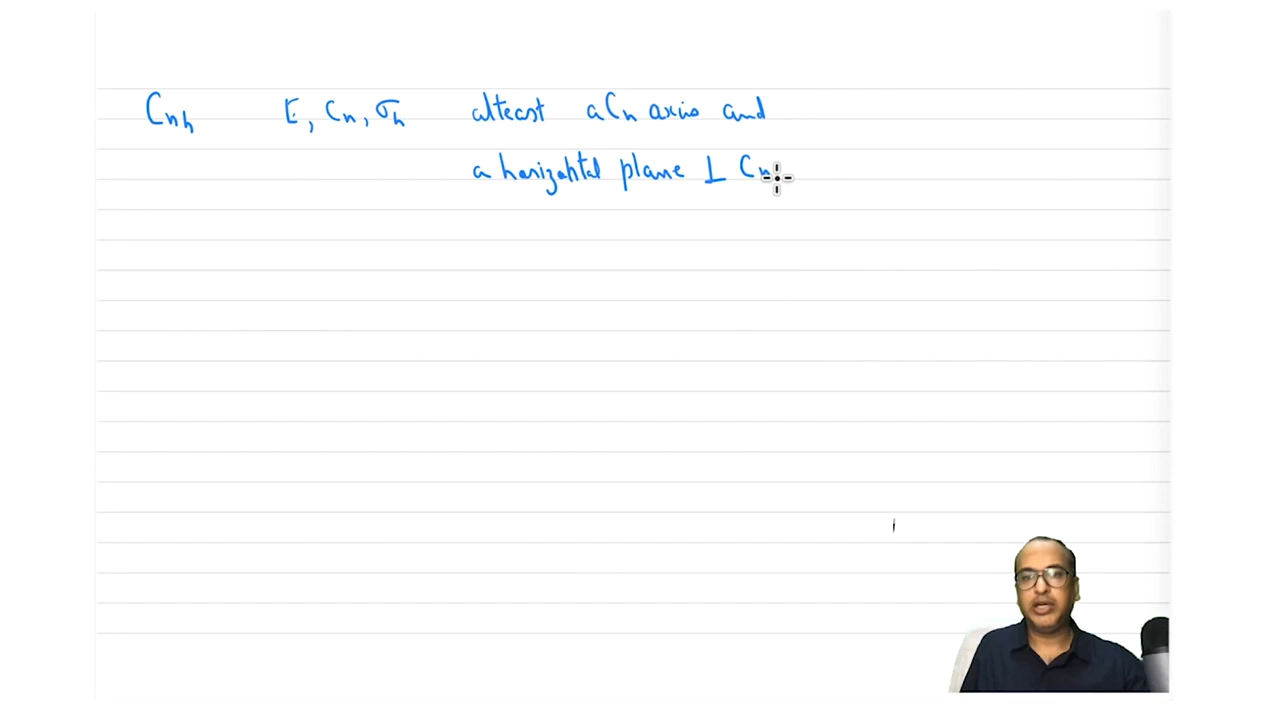 Cnh E, Cn, σh atleast a Cn axis and
a horizontal plane ⊥ Cn